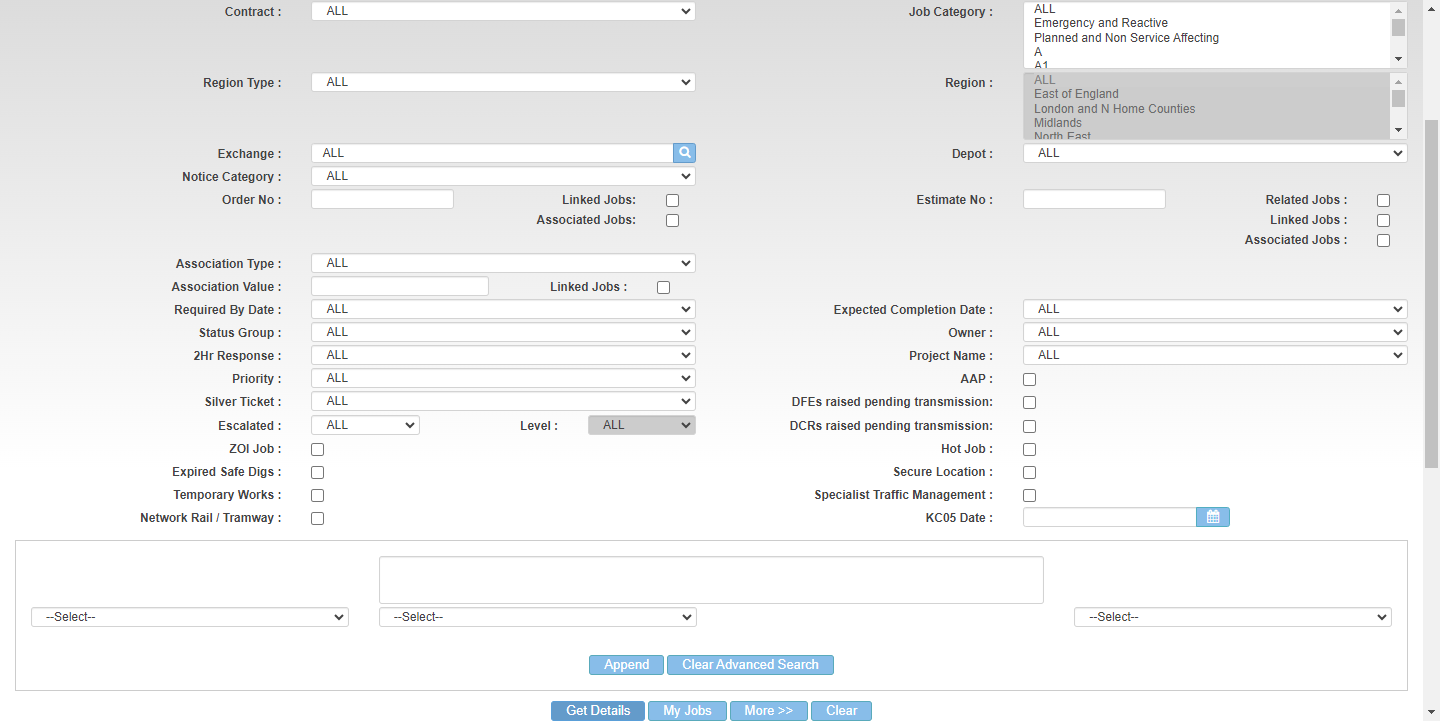 Contract : ALL Job Category : ALL
Emergency and Reactive
Planned and Non Service Affecting
A
A1
Region Type : ALL Region : ALL
East of England
London and N Home Counties
Midlands
North East
Exchange : ALL Depot : ALL
Notice Category : ALL
Order No : Linked Jobs: Estimate No : Related Jobs :
Associated Jobs: Linked Jobs :
Associated Jobs :
Association Type : ALL
Association Value : Linked Jobs :
Required By Date : ALL Expected Completion Date : ALL
Status Group : ALL Owner : ALL
2Hr Response : ALL Project Name : ALL
Priority : ALL AAP :
Silver Ticket : ALL DFEs raised pending transmission:
Escalated : ALL Level : ALL DCRs raised pending transmission:
ZOI Job : Hot Job :
Expired Safe Digs : Secure Location :
Temporary Works : Specialist Traffic Management :
Network Rail / Tramway : KC05 Date :
--Select-- --Select-- --Select--
Append Clear Advanced Search
Get Details My Jobs More >> Clear